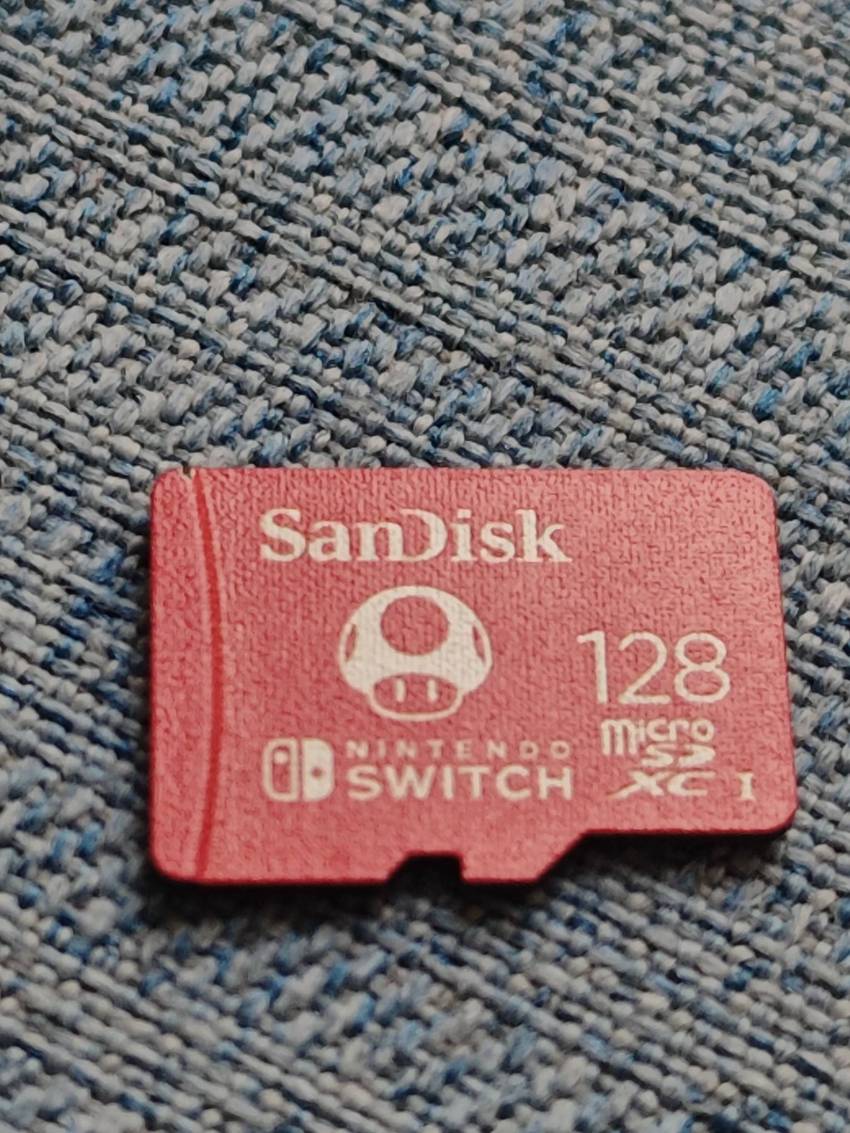 SanDisk
128
micro
SD
XC I
NINTENDO
SWITCH